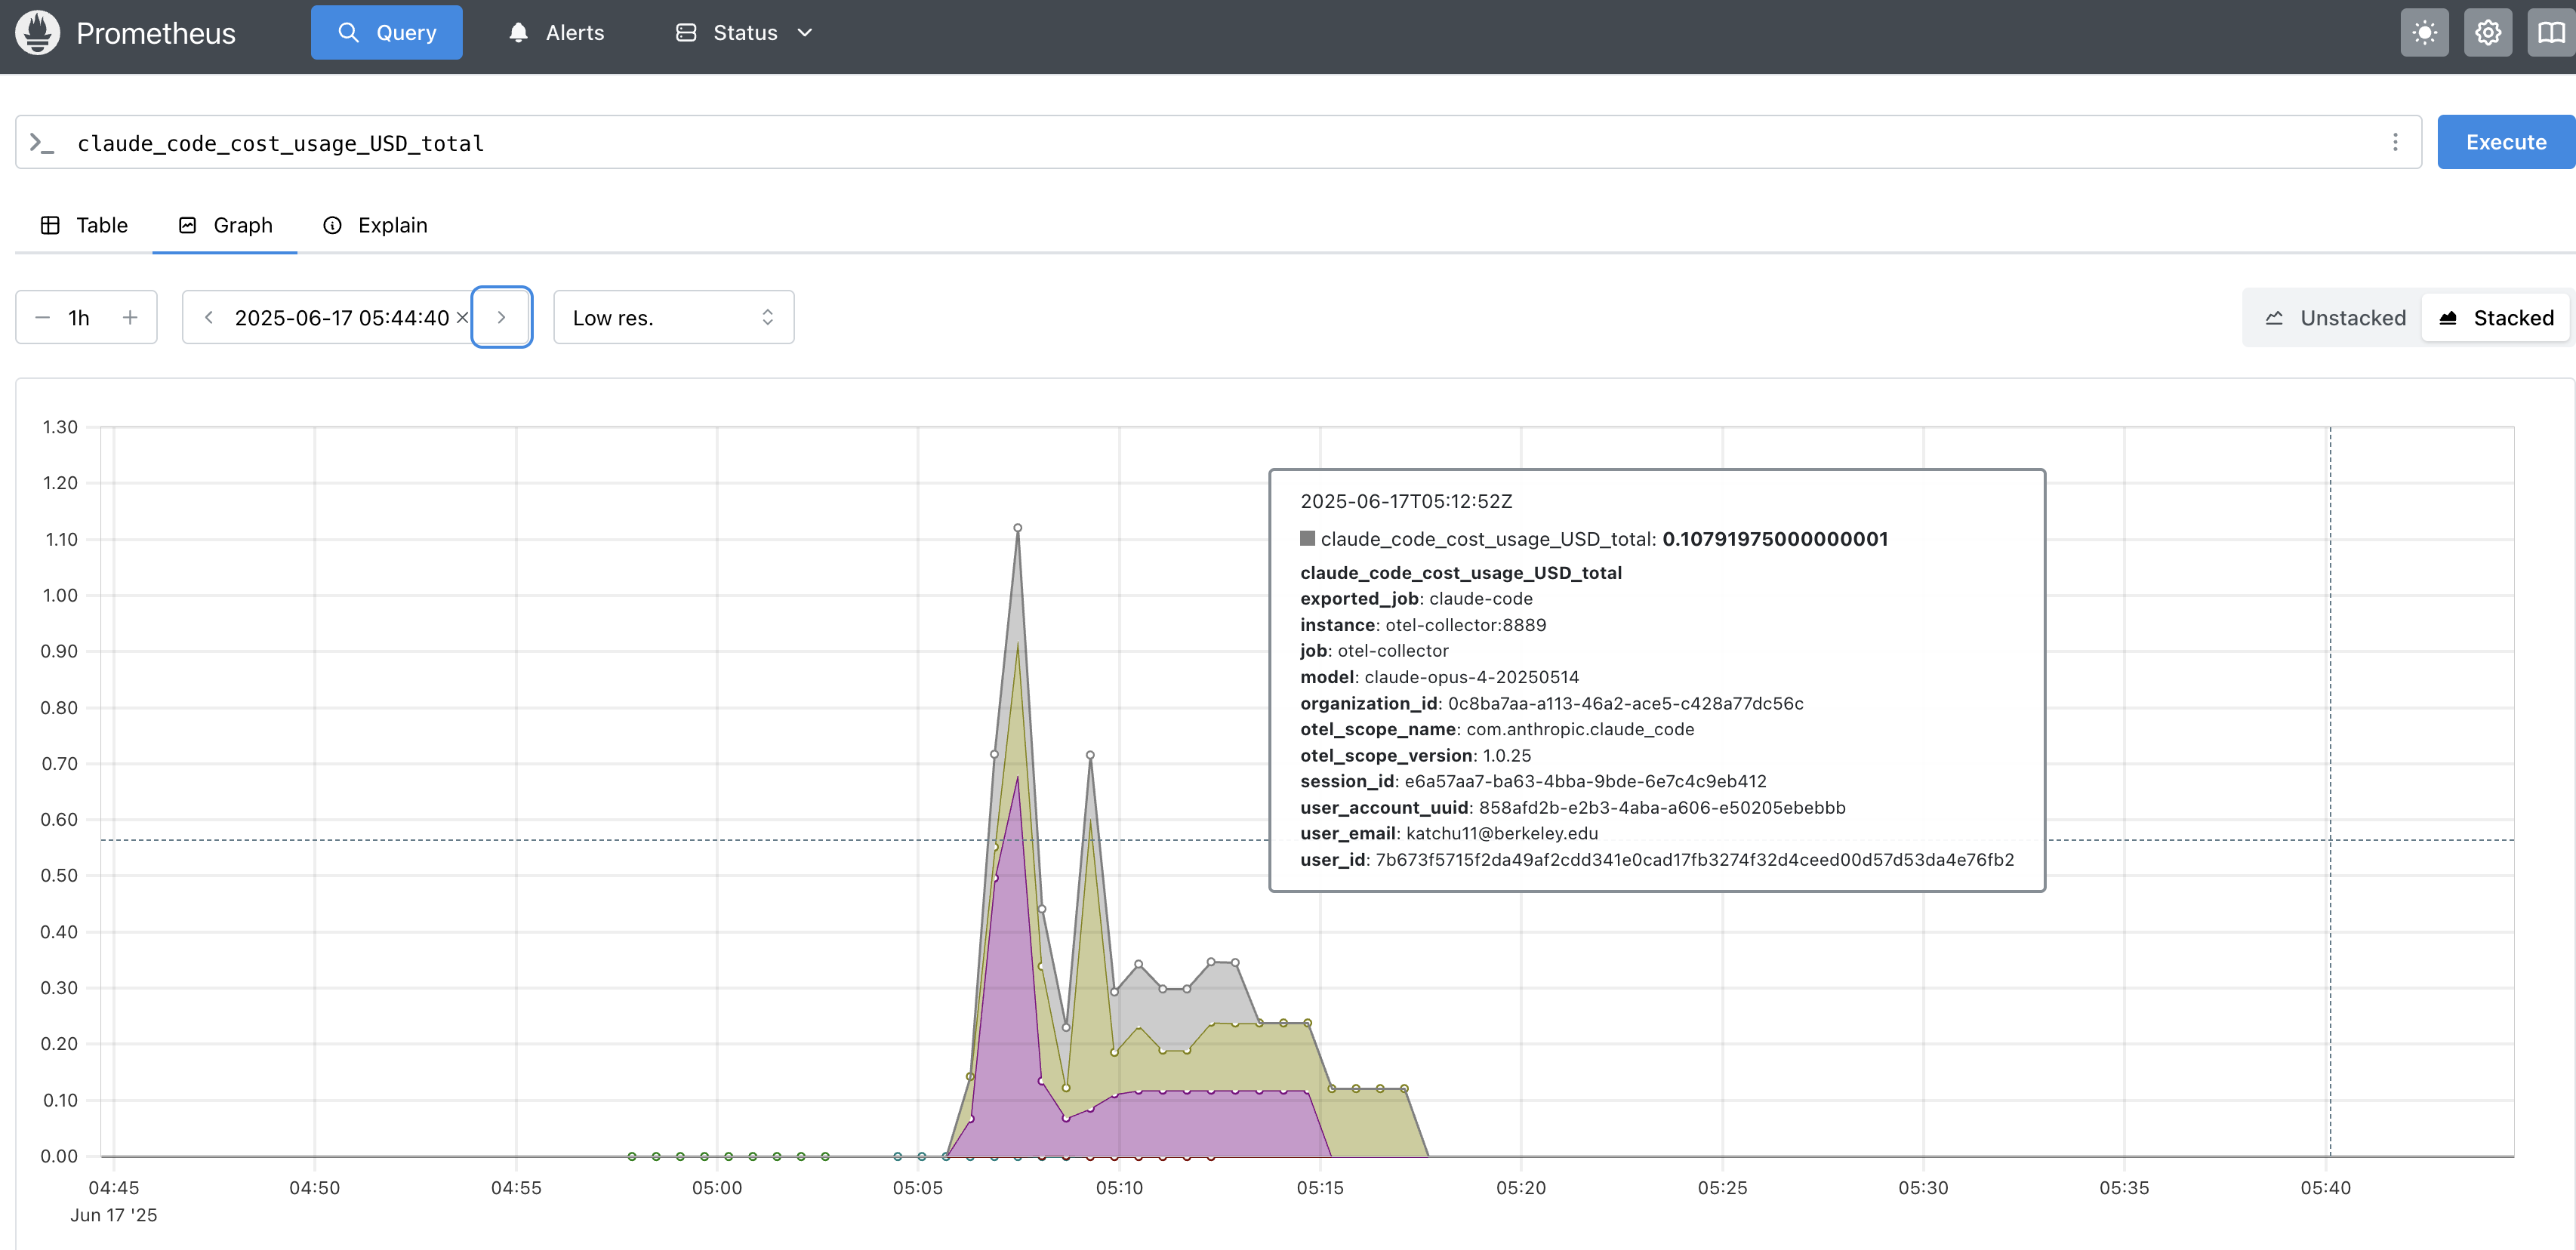 Prometheus
Query
Alerts
Status
claude_code_cost_usage_USD_total
Execute
Table
Graph
Explain
1h
2025-06-17 05:44:40
Low res.
Unstacked
Stacked
1.30
1.20
1.10
1.00
0.90
0.80
0.70
0.60
0.50
0.40
0.30
0.20
0.10
0.00
2025-06-17T05:12:52Z
claude_code_cost_usage_USD_total: 0.10791975000000001
claude_code_cost_usage_USD_total
exported_job: claude-code
instance: otel-collector:8889
job: otel-collector
model: claude-opus-4-20250514
organization_id: 0c8ba7aa-a113-46a2-ace5-c428a77dc56c
otel_scope_name: com.anthropic.claude_code
otel_scope_version: 1.0.25
session_id: e6a57aa7-ba63-4bba-9bde-6e7c4c9eb412
user_account_uuid: 858afd2b-e2b3-4aba-a606-e50205ebebbb
user_email: katchu11@berkeley.edu
user_id: 7b673f5715f2da49af2cdd341e0cad17fb3274f32d4ceed00d57d53da4e76fb2
04:45
04:50
04:55
05:00
05:05
05:10
05:15
05:20
05:25
05:30
05:35
05:40
Jun 17 '25